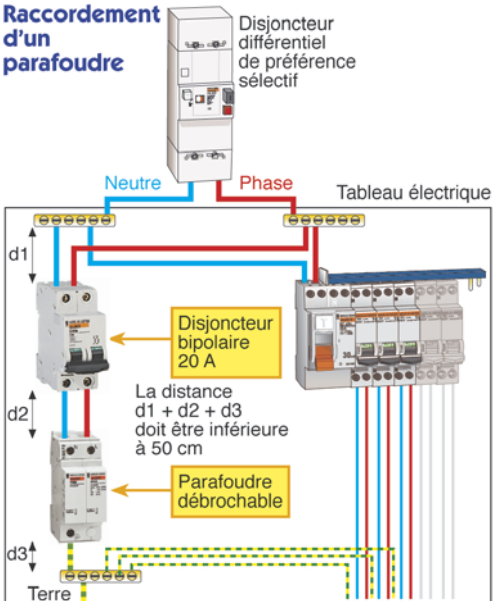 Raccordement
d'un
parafoudre
Disjoncteur
différentiel
de préférence
sélectif
Neutre
Phase
Tableau électrique
d1
Disjoncteur
bipolaire
20 A
d2
La distance
d1 + d2 + d3
doit être inférieure
à 50 cm
Parafoudre
débrochable
d3
Terre